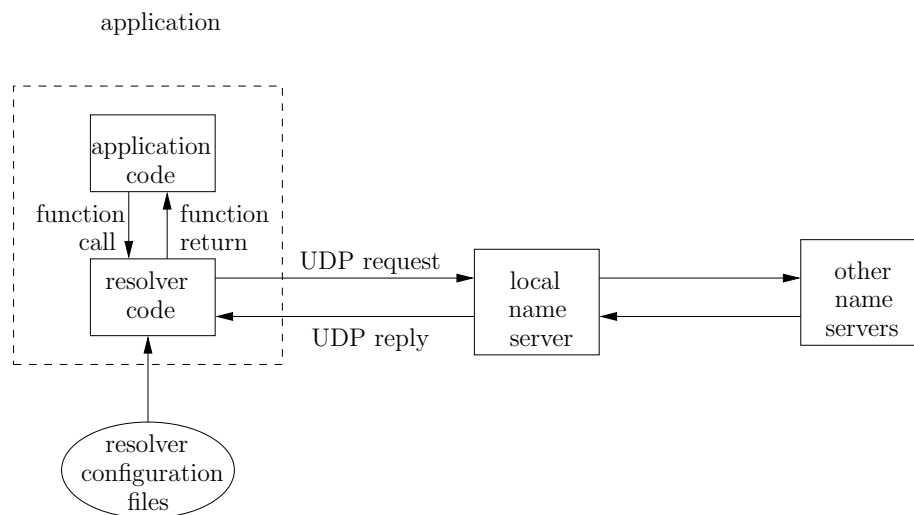 application
application
code
function
call
function
return
resolver
code
UDP request
UDP reply
local
name
server
other
name
servers
resolver
configuration
files